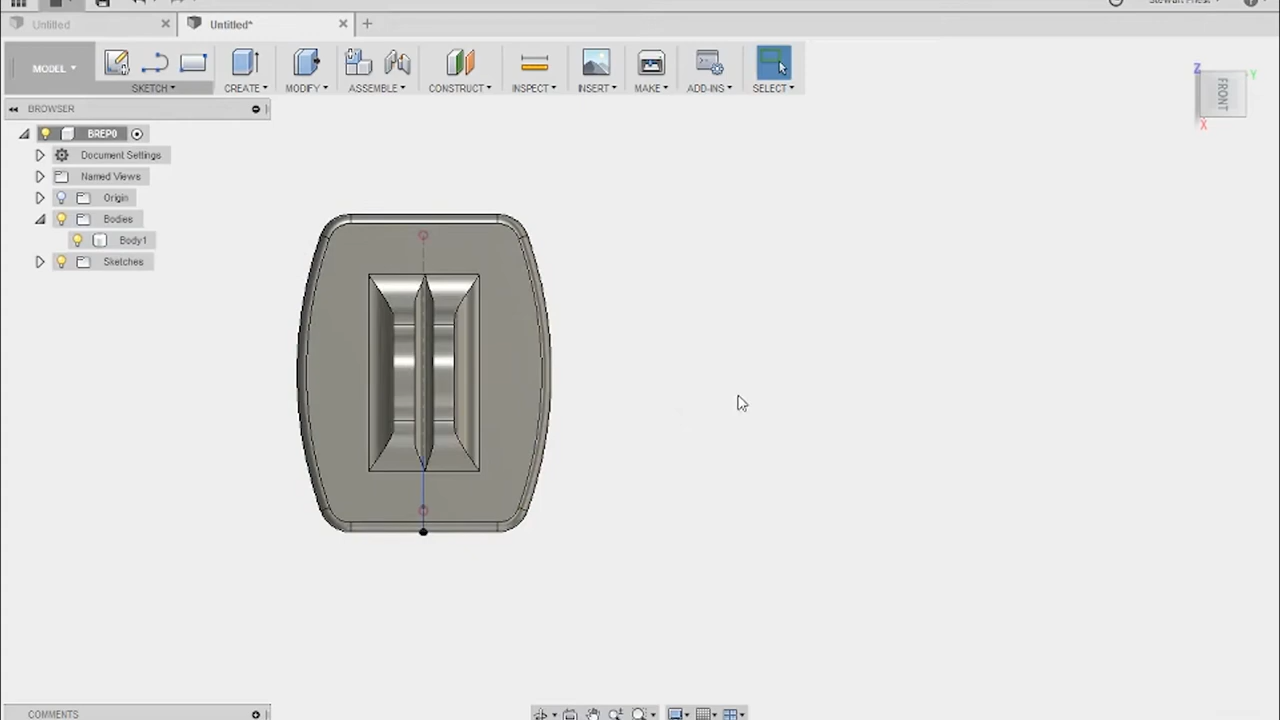 Untitled
Untitled*
MODEL
SKETCH
CREATE
MODIFY
ASSEMBLE
CONSTRUCT
INSPECT
INSERT
MAKE
ADD-INS
SELECT
Z
Y
FRONT
X
BROWSER
BREP0
Document Settings
Named Views
Origin
Bodies
Body1
Sketches
COMMENTS